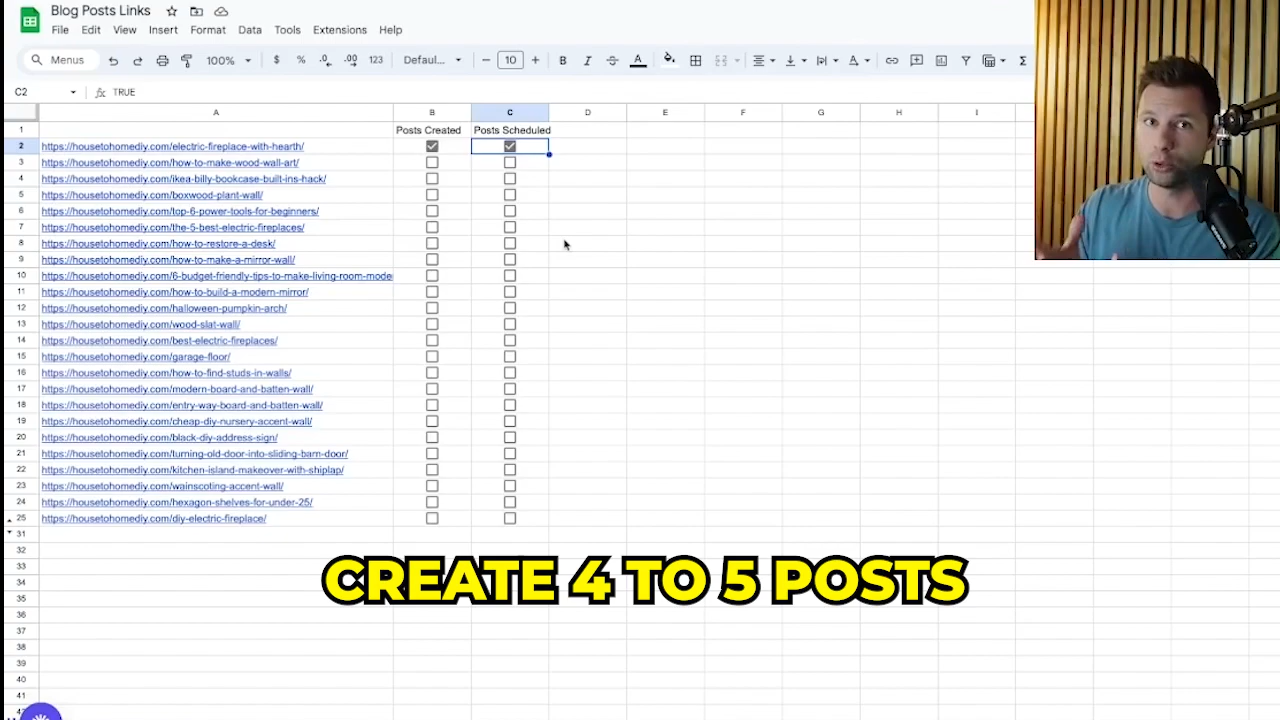 Blog Posts Links
File Edit View Insert Format Data Tools Extensions Help
Menus 100% $ % .0 .00 123 Defaul... 10 B I A Σ
C2 fx TRUE
A B C D E F G H I
1 Posts Created Posts Scheduled
2 https://housetohomediy.com/electric-fireplace-with-hearth/
3 https://housetohomediy.com/how-to-make-wood-wall-art/
4 https://housetohomediy.com/ikea-billy-bookcase-built-ins-hack/
5 https://housetohomediy.com/boxwood-plant-wall/
6 https://housetohomediy.com/top-6-power-tools-for-beginners/
7 https://housetohomediy.com/the-5-best-electric-fireplaces/
8 https://housetohomediy.com/how-to-restore-a-desk/
9 https://housetohomediy.com/how-to-make-a-mirror-wall/
10 https://housetohomediy.com/6-budget-friendly-tips-to-make-living-room-moder
11 https://housetohomediy.com/how-to-build-a-modern-mirror/
12 https://housetohomediy.com/halloween-pumpkin-arch/
13 https://housetohomediy.com/wood-slat-wall/
14 https://housetohomediy.com/best-electric-fireplaces/
15 https://housetohomediy.com/garage-floor/
16 https://housetohomediy.com/how-to-find-studs-in-walls/
17 https://housetohomediy.com/modern-board-and-batten-wall/
18 https://housetohomediy.com/entry-way-board-and-batten-wall/
19 https://housetohomediy.com/cheap-diy-nursery-accent-wall/
20 https://housetohomediy.com/black-diy-address-sign/
21 https://housetohomediy.com/turning-old-door-into-sliding-barn-door/
22 https://housetohomediy.com/kitchen-island-makeover-with-shiplap/
23 https://housetohomediy.com/wainscoting-accent-wall/
24 https://housetohomediy.com/hexagon-shelves-for-under-25/
25 https://housetohomediy.com/diy-electric-fireplace/
31
32
33
CREATE 4 TO 5 POSTS
34
35
36
37
38
39
40
41